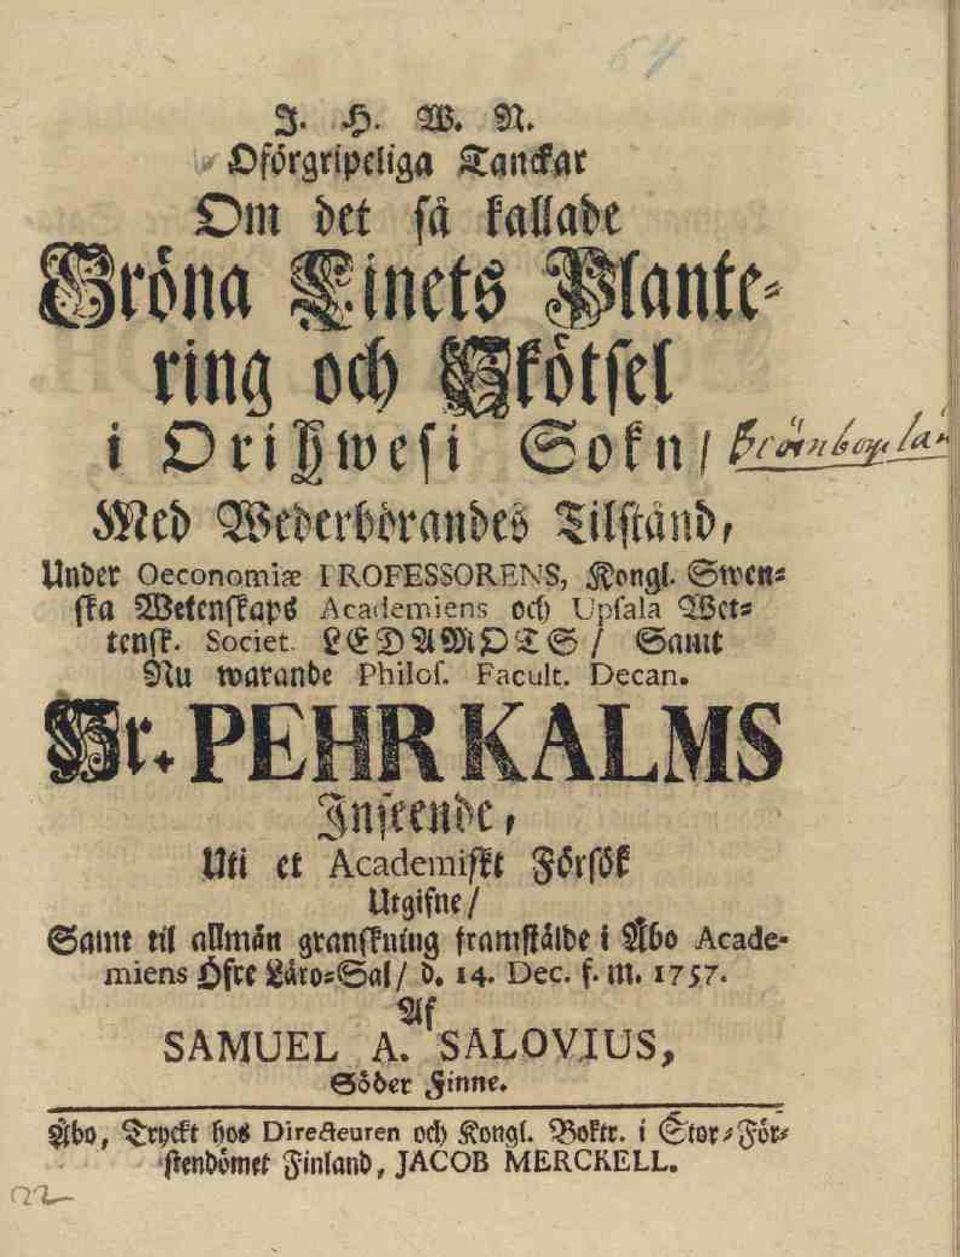 64
J. H. W. N.
Oförgripeliga Tanckar
Om det så kallade
Gröna Linets Plante-
ring och Skötsel
i Orihwesi Sokn/
Med Wederbörandes Tilstånd,
Under Oeconomiæ PROFESSORENS, Kongl. Swen-
ska Wetenskaps Academiens och Upsala Wet-
tensk. Societ. LEDAMOTS / Samt
Nu warande Philos. Facult. Decan.
Hr. PEHR KALMS
Inseende,
Uti et Academiskt Försök
Utgifne/
Samt til allmän granskning framstälde i Åbo Acade-
miens Öfre Läro-Sal/ d. 14. Dec. f. m. 1757.
Af
SAMUEL A. SALOVIUS,
Söder Finne.
Åbo, Tryckt hos Directeuren och Kongl. Boktr. i Stor-För-
stendömet Finland, JACOB MERCKELL.
22